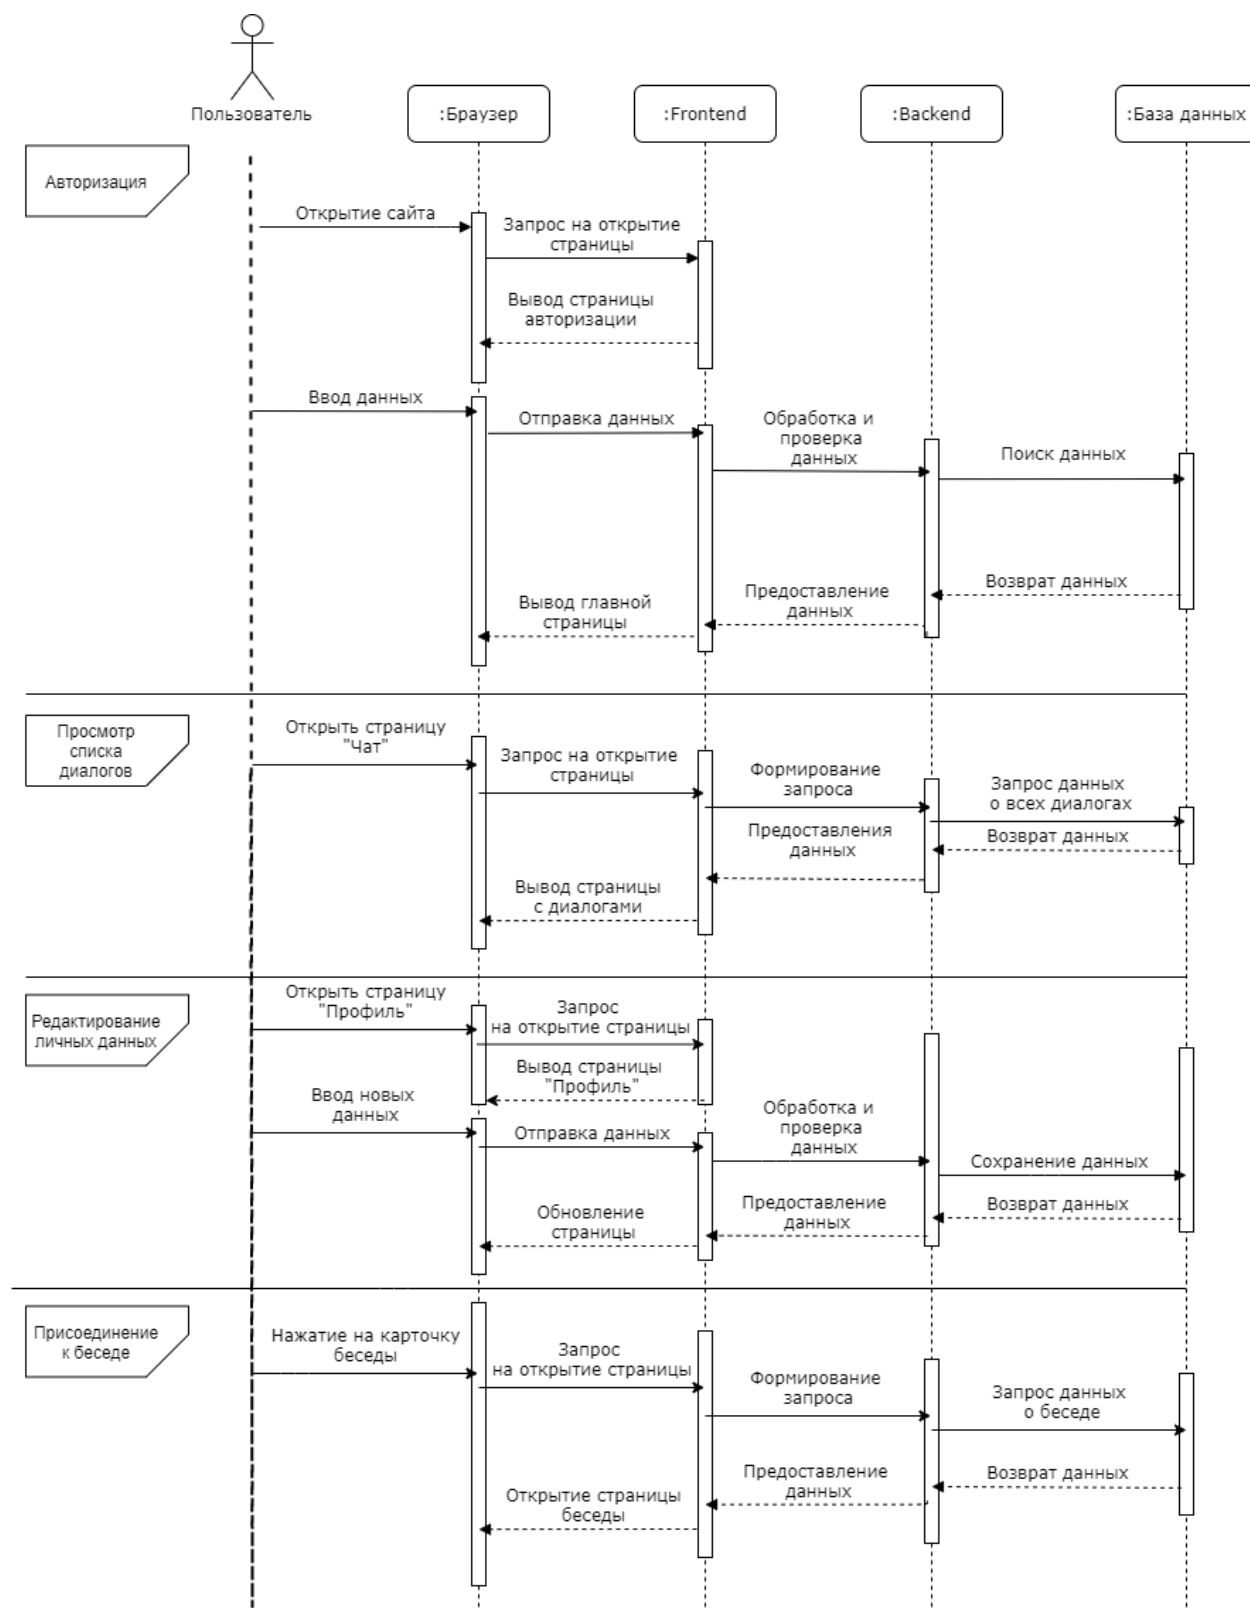 Пользователь
:Браузер
:Frontend
:Backend
:База данных
Авторизация
Открытие сайта
Запрос на открытие
страницы
Вывод страницы
авторизации
Ввод данных
Отправка данных
Обработка и
проверка
данных
Поиск данных
Возврат данных
Предоставление
данных
Вывод главной
страницы
Просмотр
списка
диалогов
Открыть страницу
"Чат"
Запрос на открытие
страницы
Формирование
запроса
Запрос данных
о всех диалогах
Возврат данных
Предоставления
данных
Вывод страницы
с диалогами
Редактирование
личных данных
Открыть страницу
"Профиль"
Запрос
на открытие страницы
Вывод страницы
"Профиль"
Ввод новых
данных
Отправка данных
Обработка и
проверка
данных
Сохранение данных
Возврат данных
Предоставление
данных
Обновление
страницы
Присоединение
к беседе
Нажатие на карточку
беседы
Запрос
на открытие страницы
Формирование
запроса
Запрос данных
о беседе
Возврат данных
Предоставление
данных
Открытие страницы
беседы